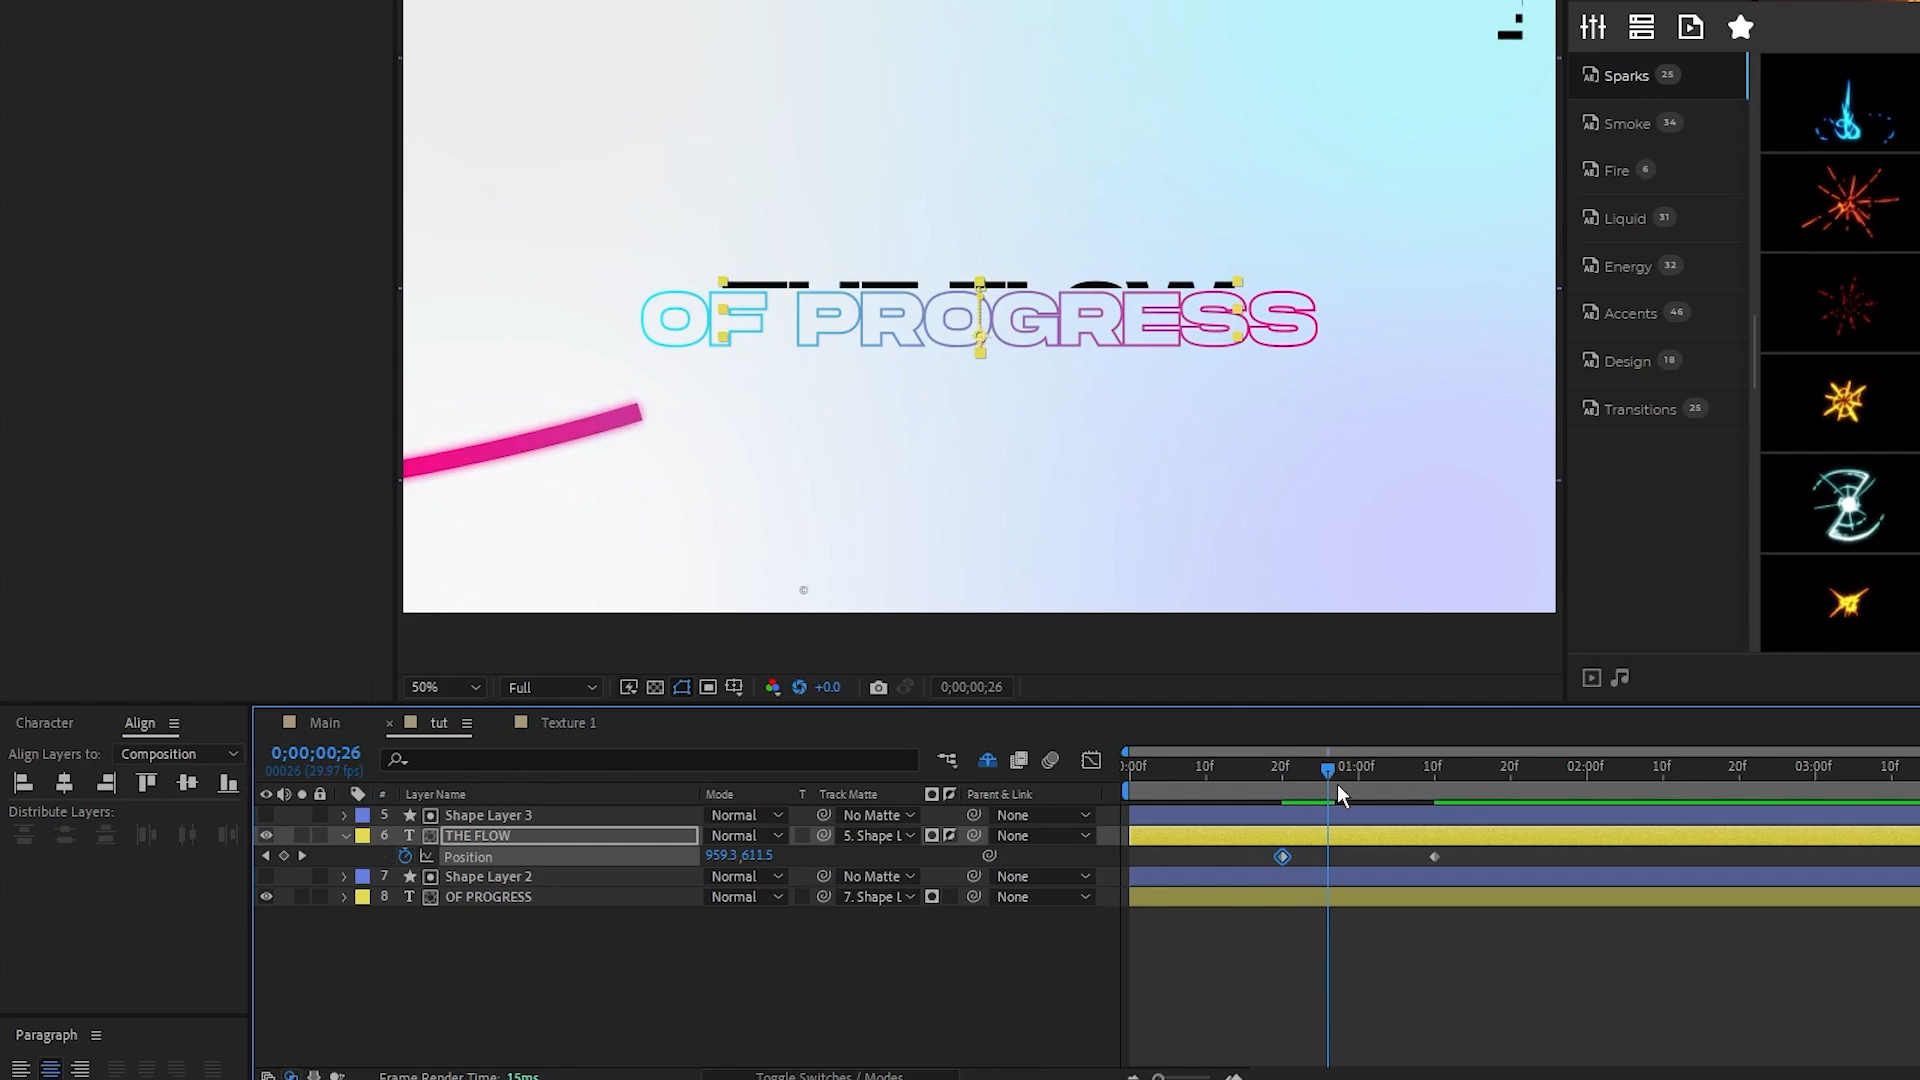 Sparks 25
Smoke 34
Fire 6
Liquid 31
Energy 32
Accents 46
Design 18
Transitions 25
OF PROGRESS
©
50%
Full
+0.0
0;00;00;26
Character
Align
Align Layers to:
Composition
Distribute Layers:
Paragraph
Main
tut
Texture 1
0;00;00;26
00026 (29.97 fps)
:00f 10f 20f 01:00f 10f 20f 02:00f 10f 20f 03:00f 10f
# Layer Name Mode T Track Matte Parent & Link
5 Shape Layer 3 Normal No Matte None
6 T THE FLOW Normal 5. Shape L None
Position 959.3,611.5
7 Shape Layer 2 Normal No Matte None
8 T OF PROGRESS Normal 7. Shape L None
Frame Render Time: 15ms
Toggle Switches / Modes